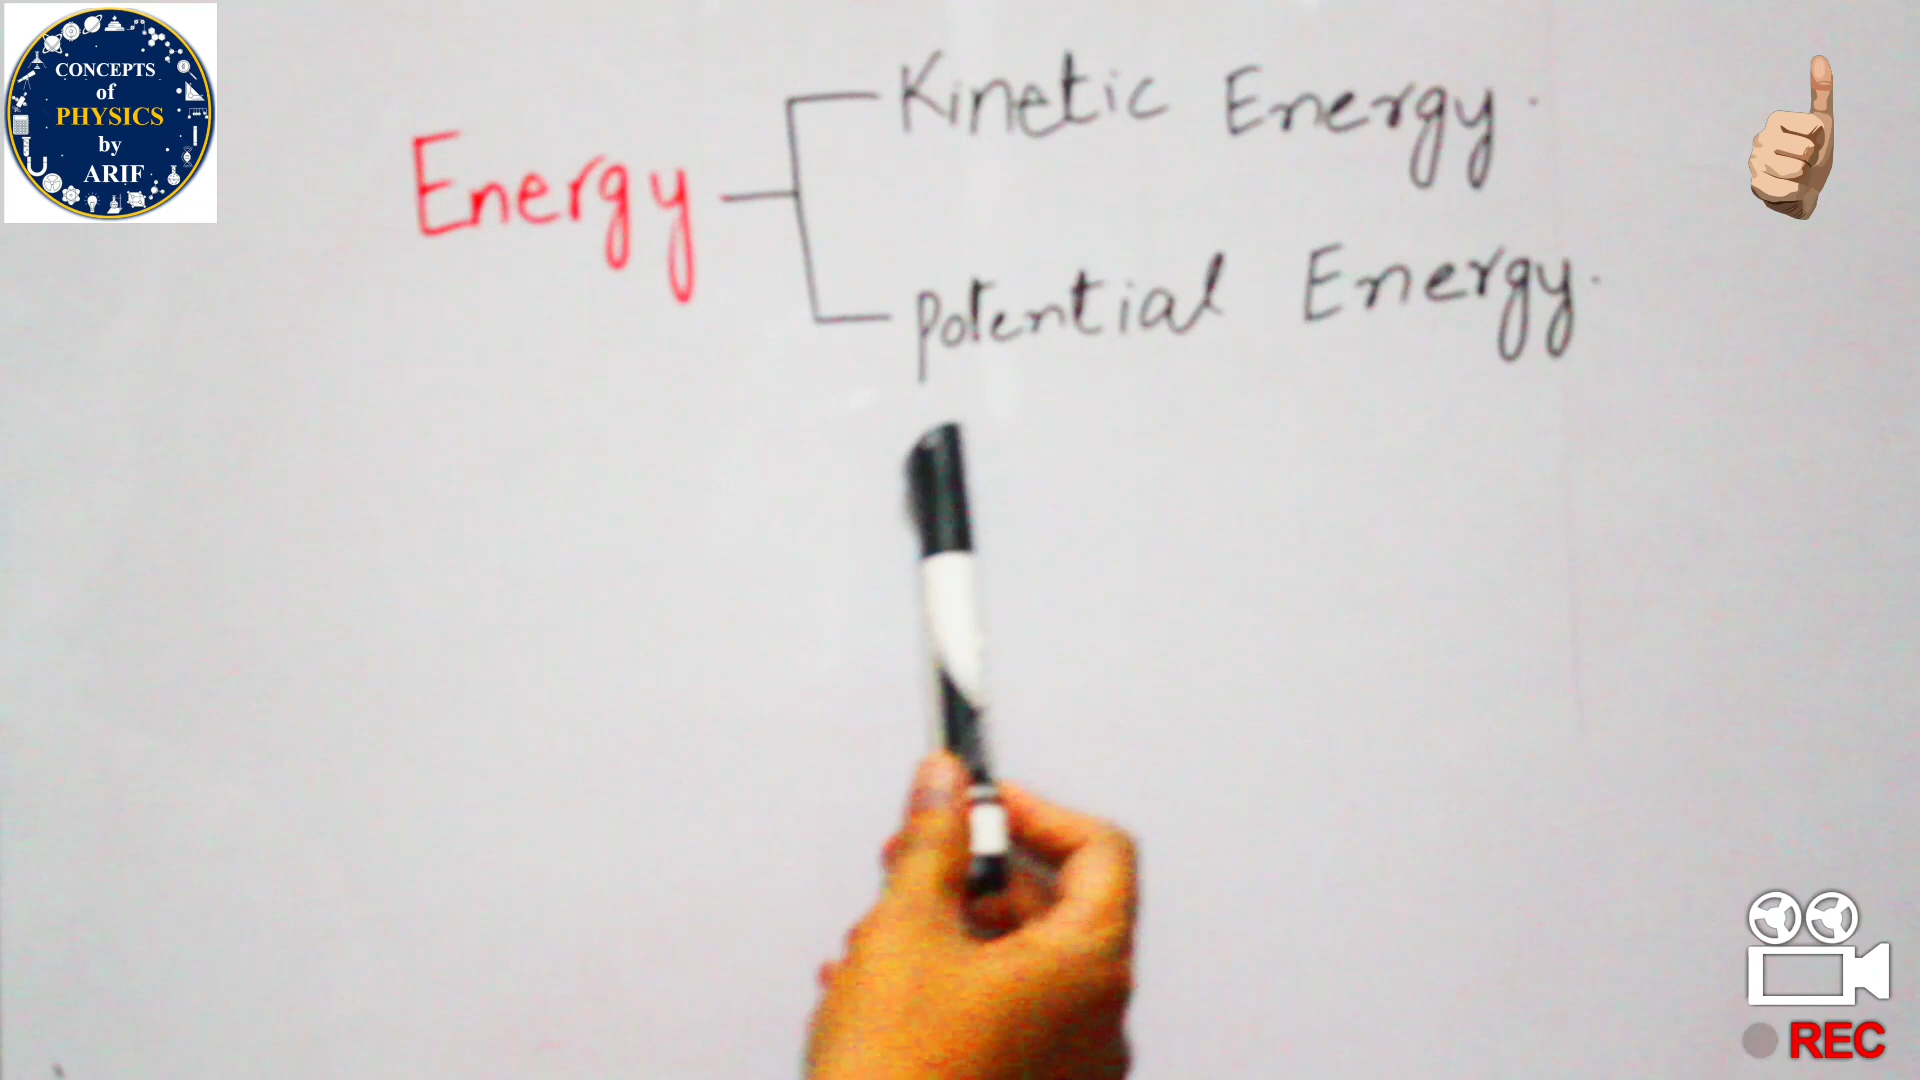 CONCEPTS
of
PHYSICS
by
ARIF
Kinetic Energy.
Energy
potential Energy.
REC